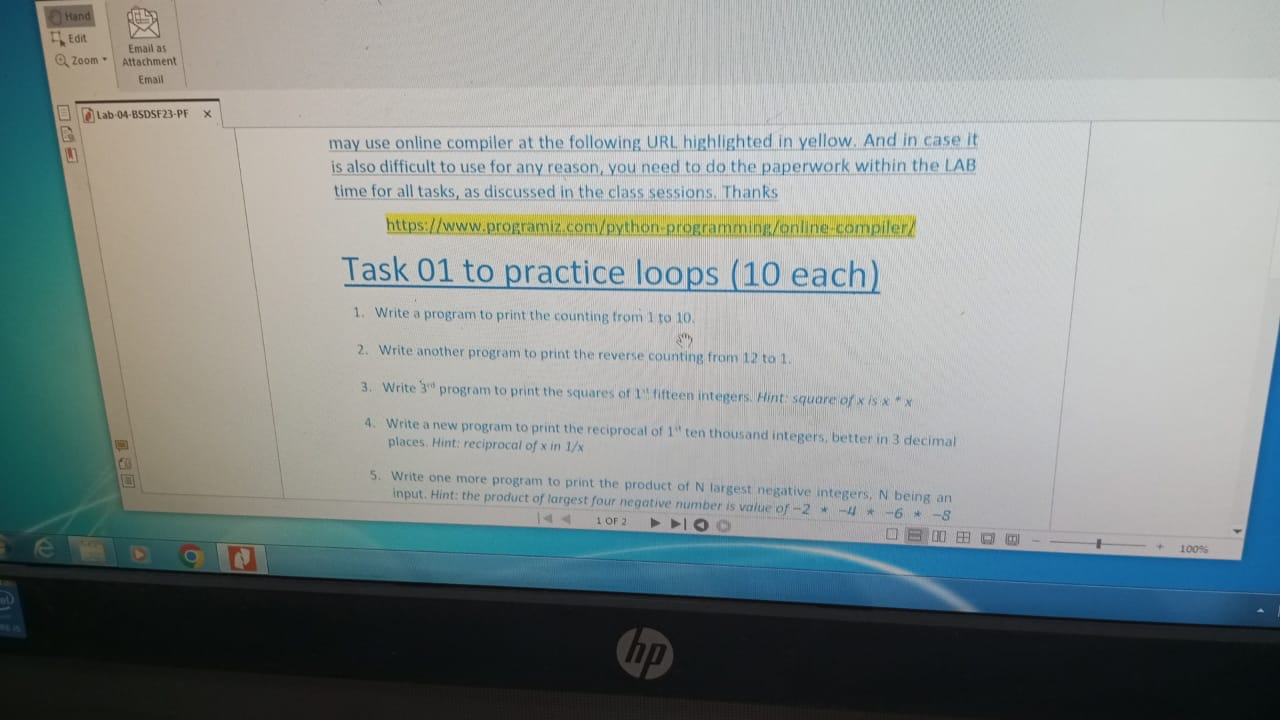 Hand
Edit
Zoom
Email as
Attachment
Email
Lab-04-BSDSF23-PF X
may use online compiler at the following URL highlighted in yellow. And in case it
is also difficult to use for any reason, you need to do the paperwork within the LAB
time for all tasks, as discussed in the class sessions. Thanks
https://www.programiz.com/python-programming/online-compiler/
Task 01 to practice loops (10 each)
1. Write a program to print the counting from 1 to 10.
2. Write another program to print the reverse counting from 12 to 1.
3. Write 3rd program to print the squares of 1st fifteen integers. Hint: square of x is x * x
4. Write a new program to print the reciprocal of 1st ten thousand integers, better in 3 decimal
places. Hint: reciprocal of x in 1/x
5. Write one more program to print the product of N largest negative integers, N being an
input. Hint: the product of largest four negative number is value of -2 * -4 * -6 * -8
1 OF 2
100%
hp